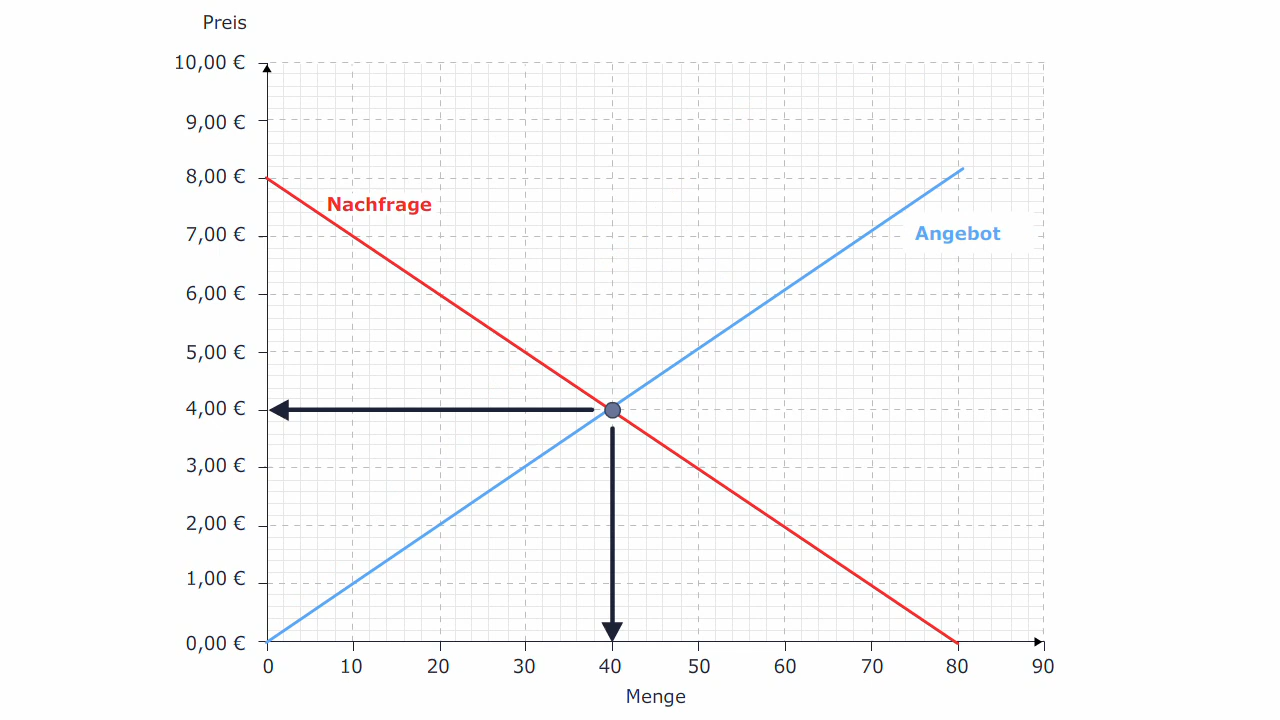 Preis
10,00 €
9,00 €
8,00 €
Nachfrage
7,00 €
Angebot
6,00 €
5,00 €
4,00 €
3,00 €
2,00 €
1,00 €
0,00 €
0 10 20 30 40 50 60 70 80 90
Menge